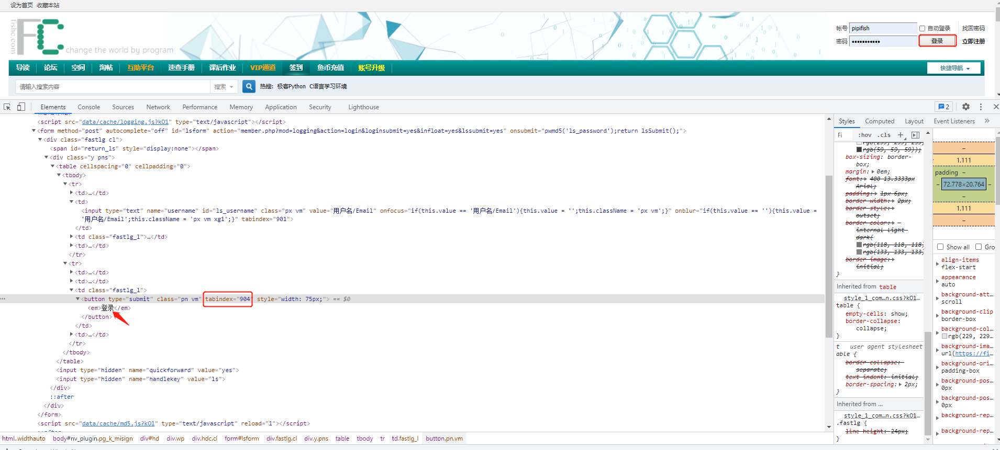 设为首页 收藏本站
fishc.com
FC
change the world by program
帐号 pipifish 自动登录 找回密码
密码 ••••••••••• 登录 立即注册
导读 论坛 空间 淘帖 互助平台 速查手册 课后作业 VIP通道 签到 鱼币充值 账号升级 快捷导航
请输入搜索内容 搜索 热搜: 极客Python C语言学习环境
Elements Console Sources Network Performance Memory Application Security Lighthouse 2
<script src="data/cache/logging.js?kO1" type="text/javascript"></script>
<form method="post" autocomplete="off" id="lsform" action="member.php?mod=logging&action=login&loginsubmit=yes&infloat=yes&lssubmit=yes" onsubmit="pwmd5('ls_password');return lsSubmit();">
<div class="fastlg cl">
<span id="return_ls" style="display:none"></span>
<div class="y pns">
<table cellspacing="0" cellpadding="0">
<tbody>
<tr>
<td>…</td>
<td>
<input type="text" name="username" id="ls_username" class="px vm" value="用户名/Email" onfocus="if(this.value == '用户名/Email'){this.value = '';this.className = 'px vm';}" onblur="if(this.value == ''){this.value =
'用户名/Email';this.className = 'px vm xg1';}" tabindex="901">
</td>
<td class="fastlg_l">…</td>
<td>…</td>
</tr>
<tr>
<td>…</td>
<td>…</td>
<td class="fastlg_l">
<button type="submit" class="pn vm" tabindex="904" style="width: 75px;"> == $0
<em>登录</em>
</button>
</td>
<td>…</td>
</tr>
</tbody>
</table>
<input type="hidden" name="quickforward" value="yes">
<input type="hidden" name="handlekey" value="ls">
</div>
::after
</div>
</form>
<script src="data/cache/md5.js?kO1" type="text/javascript" reload="1"></script>
html.widthauto body#nv_plugin.pg_k_misign div#hd div.wp div.hdc.cl form#lsform div.fastlg.cl div.y.pns table tbody tr td.fastlg_l button.pn.vm
Styles Computed Layout Event Listeners
Fi :hov .cls
rgb(59, 59, 59));
box-sizing: border-
box;
margin: 0em;
font: 400 13.3333px
Arial;
padding: 1px 6px;
border-width: 2px;
border-style:
outset;
border-color: -
internal-light-
dark(
rgb(118, 118, 118)
rgb(133, 133, 133)
border-image:
initial;
}
Inherited from table
style_1_com…n.css?kO1…
table {
empty-cells: show;
border-collapse:
collapse;
}
t user agent stylesheet
able {
border-collapse:
separate;
text-indent: initial;
border-spacing: 2px;
}
Inherited from ...
style_1_com…n.css?kO1…
.fastlg {
line-height: 24px;
}
–
1.111
padding –
– 72.778×20.764 –
–
1.111
–
Show all Gro
align-items
flex-start
appearance
auto
background-att…
scroll
background-clip
border-box
background-col…
rgb(229, 229…
background-ima…
url(https://fi…
background-ori…
padding-box
background-pos…
0px
background-pos…
0px
background-rep…
background-rep…